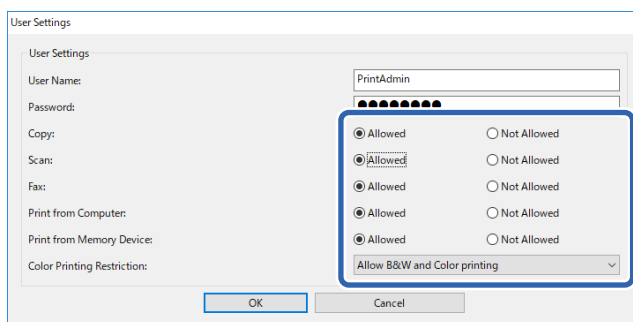 User Settings
User Settings
User Name: PrintAdmin
Password: ●●●●●●●●
Copy: Allowed Not Allowed
Scan: Allowed Not Allowed
Fax: Allowed Not Allowed
Print from Computer: Allowed Not Allowed
Print from Memory Device: Allowed Not Allowed
Color Printing Restriction: Allow B&W and Color printing
OK Cancel